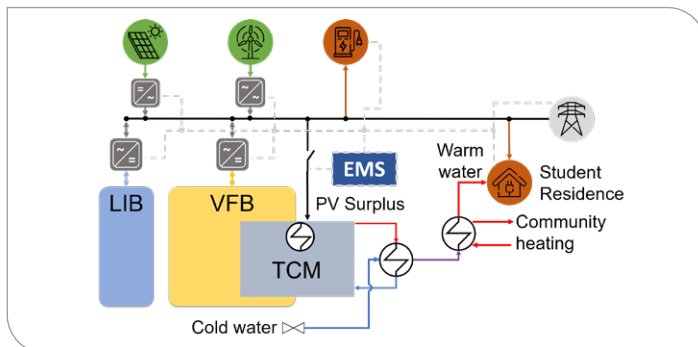 Warm
water
EMS
Student
Residence
LIB
VFB
PV Surplus
Community
heating
TCM
Cold water